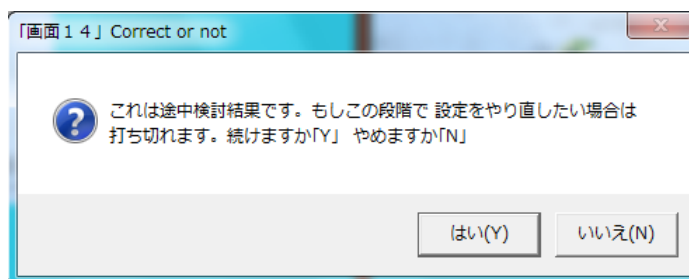 「画面１４」Correct or not
これは途中検討結果です。もしこの段階で 設定をやり直したい場合は
打ち切れます。続けますか「Y」 やめますか「N」
はい(Y)
いいえ(N)